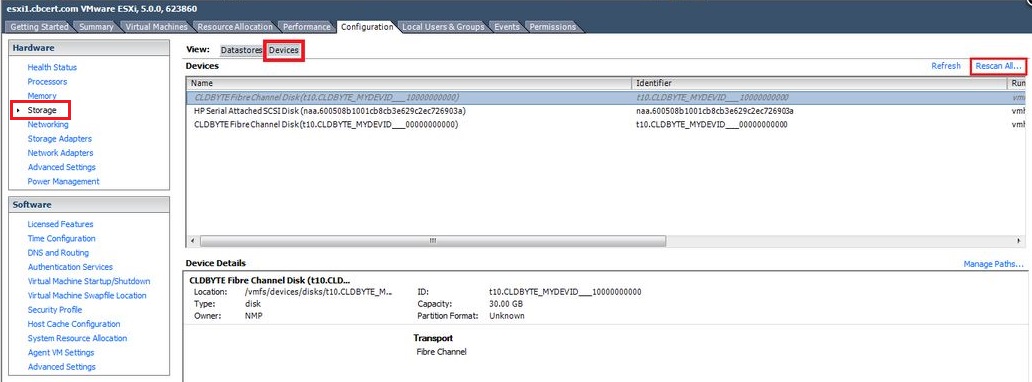 esxi1.cbcert.com VMware ESXi, 5.0.0, 623860
Getting Started Summary Virtual Machines Resource Allocation Performance Configuration Local Users & Groups Events Permissions
Hardware
Health Status
Processors
Memory
Storage
Networking
Storage Adapters
Network Adapters
Advanced Settings
Power Management
Software
Licensed Features
Time Configuration
DNS and Routing
Authentication Services
Virtual Machine Startup/Shutdown
Virtual Machine Swapfile Location
Security Profile
Host Cache Configuration
System Resource Allocation
Agent VM Settings
Advanced Settings
View: Datastores Devices
Devices Refresh Rescan All...
Name Identifier Run
CLDBYTE Fibre Channel Disk (t10.CLDBYTE_MYDEVID___10000000000) t10.CLDBYTE_MYDEVID___10000000000 vmh
HP Serial Attached SCSI Disk (naa.600508b1001cb8cb3e629c2ec726903a) naa.600508b1001cb8cb3e629c2ec726903a vmh
CLDBYTE Fibre Channel Disk (t10.CLDBYTE_MYDEVID___00000000000) t10.CLDBYTE_MYDEVID___00000000000 vmh
Device Details Manage Paths...
CLDBYTE Fibre Channel Disk (t10.CLD...
Location: /vmfs/devices/disks/t10.CLDBYTE_M... ID: t10.CLDBYTE_MYDEVID___10000000000
Type: disk Capacity: 30.00 GB
Owner: NMP Partition Format: Unknown
Transport
Fibre Channel